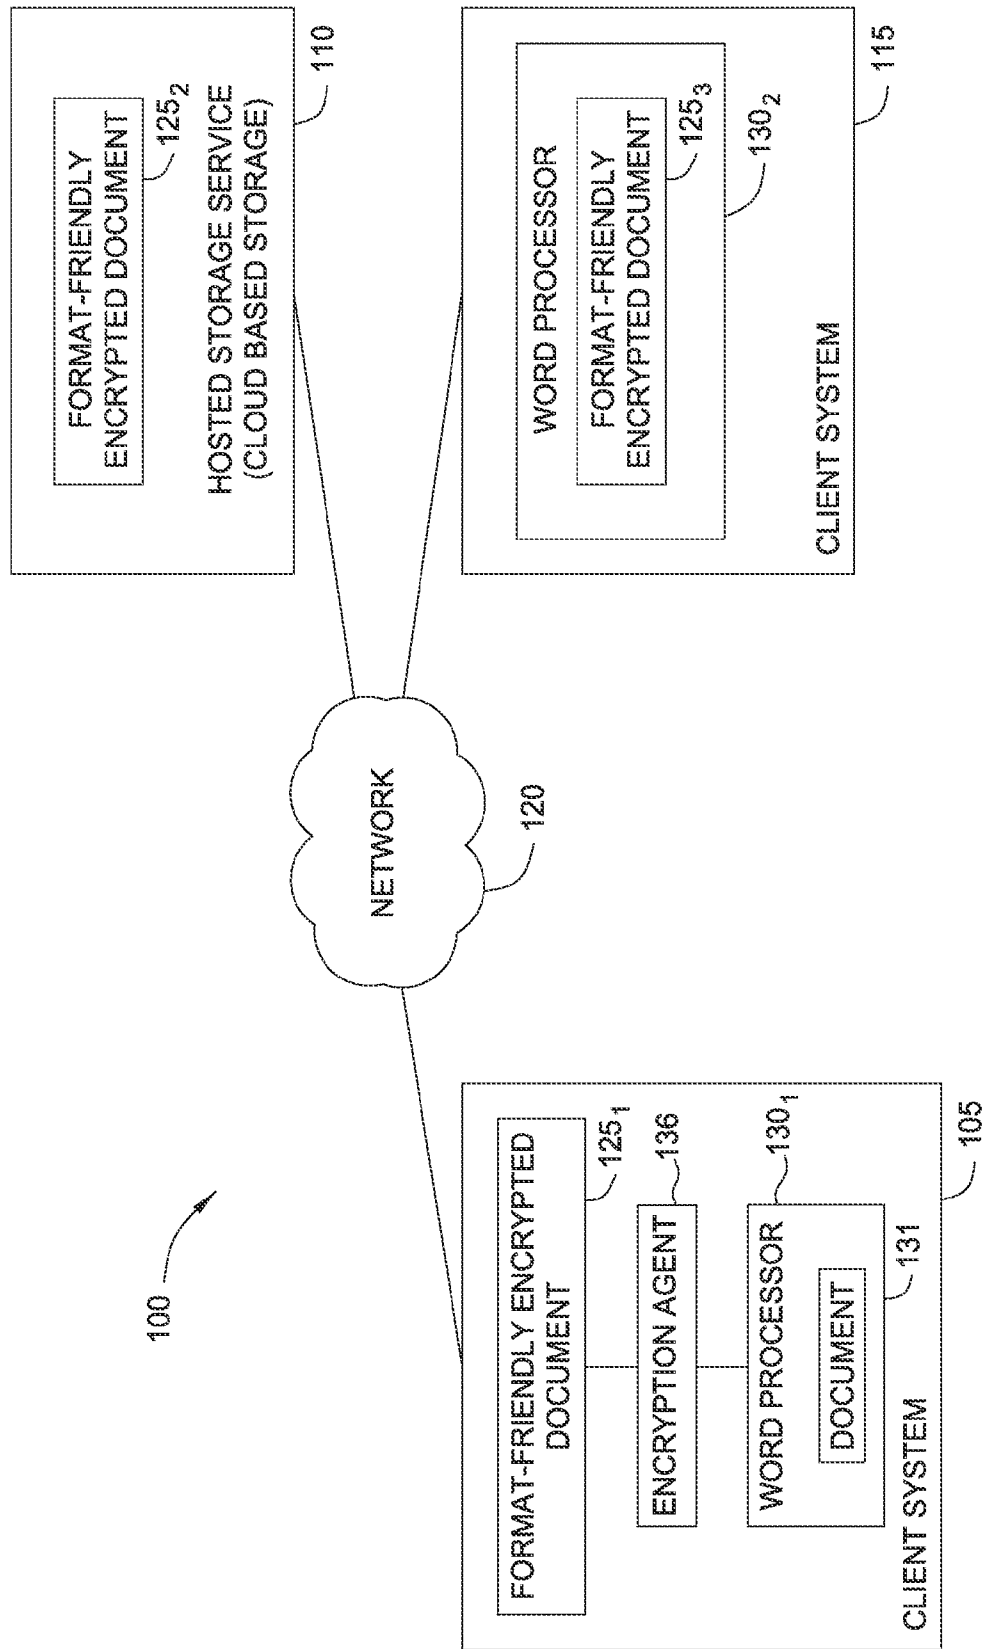 100
FORMAT-FRIENDLY ENCRYPTED
DOCUMENT
125₁
ENCRYPTION AGENT
136
WORD PROCESSOR
130₁
DOCUMENT
131
CLIENT SYSTEM
105
NETWORK
120
FORMAT-FRIENDLY
ENCRYPTED DOCUMENT
125₂
HOSTED STORAGE SERVICE
(CLOUD BASED STORAGE)
110
WORD PROCESSOR
FORMAT-FRIENDLY
ENCRYPTED DOCUMENT
125₃
130₂
CLIENT SYSTEM
115